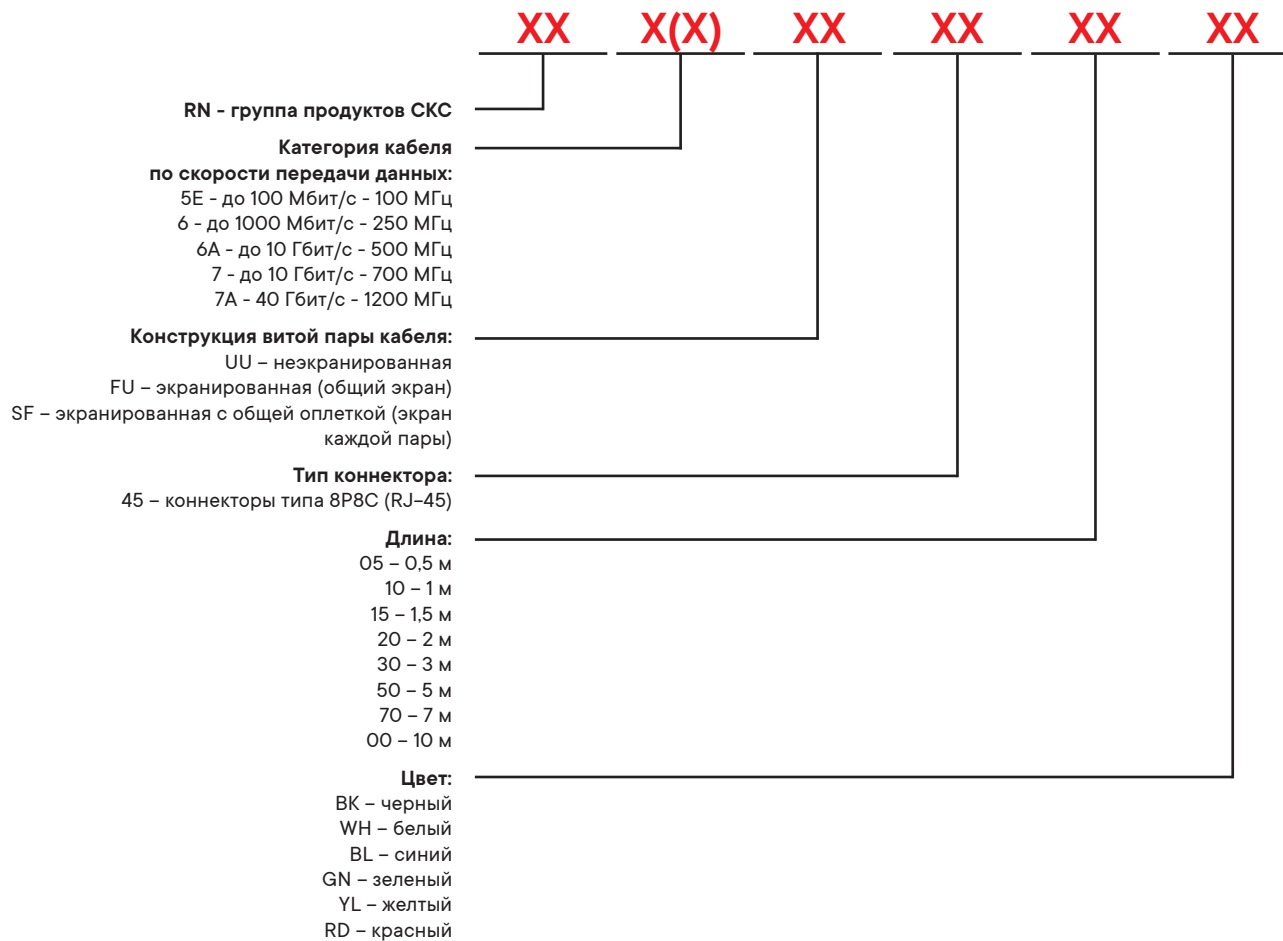 XX X(X) XX XX XX XX
RN - группа продуктов СКС
Категория кабеля
по скорости передачи данных:
5E - до 100 Мбит/с - 100 МГц
6 - до 1000 Мбит/с - 250 МГц
6A - до 10 Гбит/с - 500 МГц
7 - до 10 Гбит/с - 700 МГц
7A - 40 Гбит/с - 1200 МГц
Конструкция витой пары кабеля:
UU – неэкранированная
FU – экранированная (общий экран)
SF – экранированная с общей оплеткой (экран
каждой пары)
Тип коннектора:
45 – коннекторы типа 8P8C (RJ-45)
Длина:
05 – 0,5 м
10 – 1 м
15 – 1,5 м
20 – 2 м
30 – 3 м
50 – 5 м
70 – 7 м
00 – 10 м
Цвет:
BK – черный
WH – белый
BL – синий
GN – зеленый
YL – желтый
RD – красный